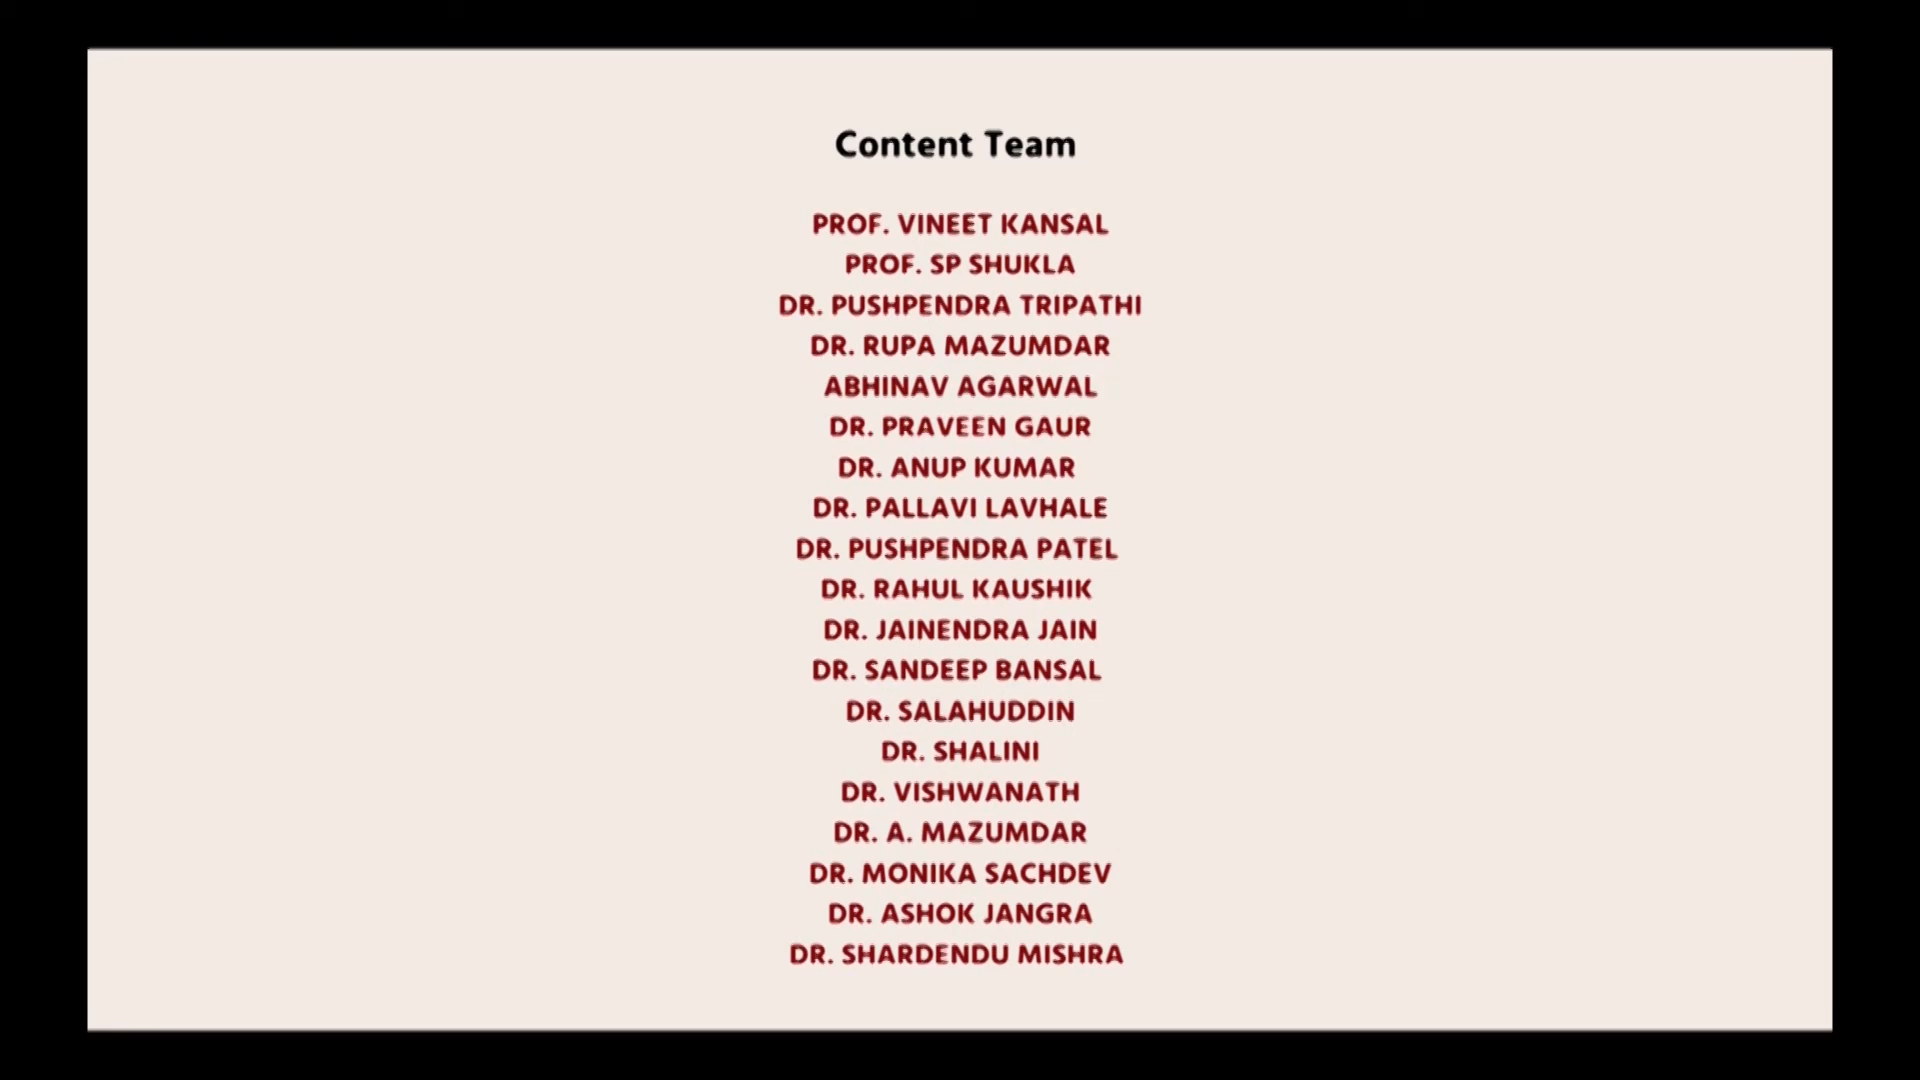 Content Team
PROF. VINEET KANSAL
PROF. SP SHUKLA
DR. PUSHPENDRA TRIPATHI
DR. RUPA MAZUMDAR
ABHINAV AGARWAL
DR. PRAVEEN GAUR
DR. ANUP KUMAR
DR. PALLAVI LAVHALE
DR. PUSHPENDRA PATEL
DR. RAHUL KAUSHIK
DR. JAINENDRA JAIN
DR. SANDEEP BANSAL
DR. SALAHUDDIN
DR. SHALINI
DR. VISHWANATH
DR. A. MAZUMDAR
DR. MONIKA SACHDEV
DR. ASHOK JANGRA
DR. SHARDENDU MISHRA